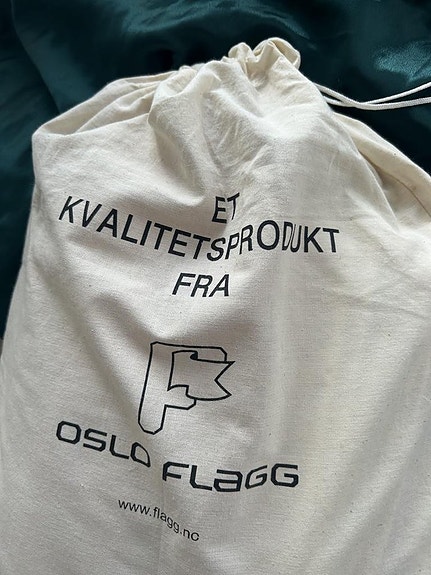 ET
KVALITETSPRODUKT
FRA
OSLO FLAGG
www.flagg.no